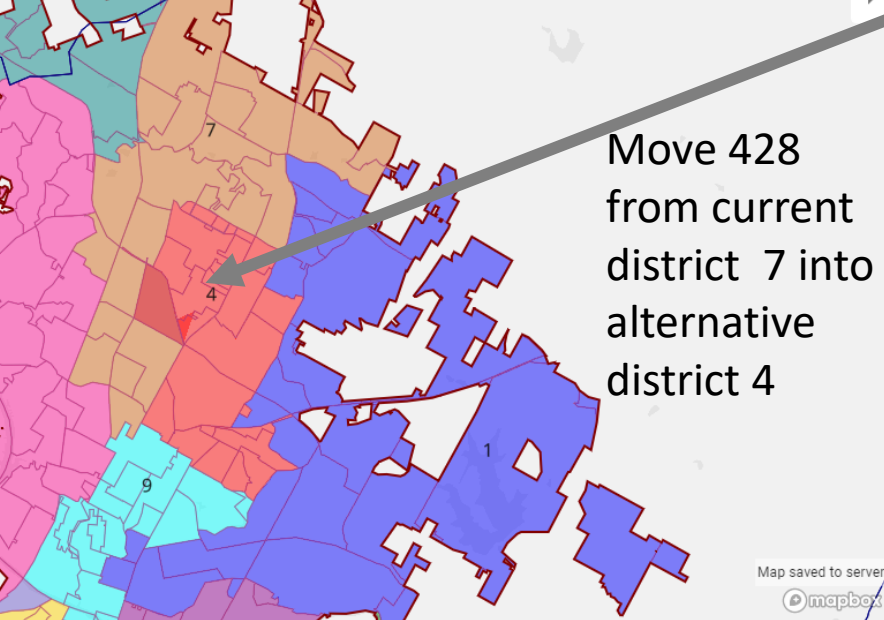 7
Move 428
from current
district 7 into
alternative
district 4
4
1
9
Map saved to server
mapbox